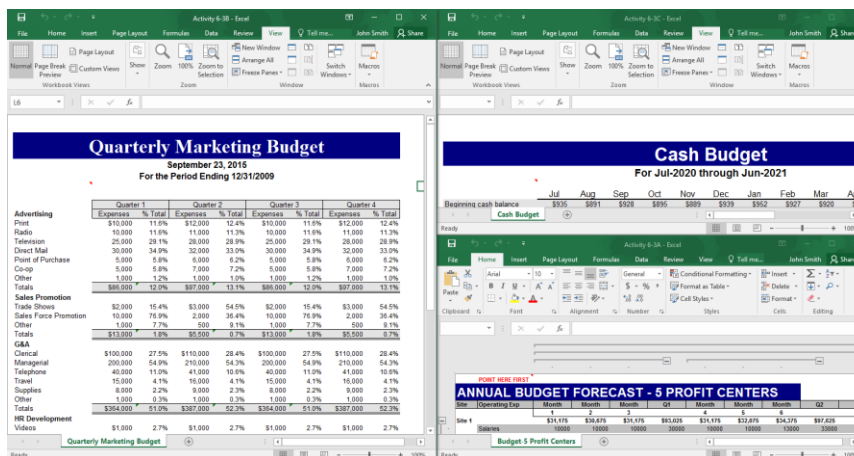 Activity 6-3B - Excel
File Home Insert Page Layout Formulas Data Review View Tell me... John Smith Share
Normal Page Break Preview Page Layout Custom Views Show Zoom 100% Zoom to Selection New Window Arrange All Freeze Panes Switch Windows Macros
Workbook Views Zoom Window Macros
L6
Quarterly Marketing Budget
September 23, 2015
For the Period Ending 12/31/2009
Quarter 1 Quarter 2 Quarter 3 Quarter 4
Advertising Expenses % Total Expenses % Total Expenses % Total Expenses % Total
Print $10,000 11.6% $12,000 12.4% $10,000 11.6% $12,000 12.4%
Radio 10,000 11.6% 11,000 11.3% 10,000 11.6% 11,000 11.3%
Television 25,000 29.1% 28,000 28.9% 25,000 29.1% 28,000 28.9%
Direct Mail 30,000 34.9% 32,000 33.0% 30,000 34.9% 32,000 33.0%
Point of Purchase 5,000 5.8% 6,000 6.2% 5,000 5.8% 6,000 6.2%
Co-op 5,000 5.8% 7,000 7.2% 5,000 5.8% 7,000 7.2%
Other 1,000 1.2% 1,000 1.0% 1,000 1.2% 1,000 1.0%
Totals $86,000 12.0% $97,000 13.1% $86,000 12.0% $97,000 13.1%
Sales Promotion
Trade Shows $2,000 15.4% $3,000 54.5% $2,000 15.4% $3,000 54.5%
Sales Force Promotion 10,000 76.9% 2,000 36.4% 10,000 76.9% 2,000 36.4%
Other 1,000 7.7% 500 9.1% 1,000 7.7% 500 9.1%
Totals $13,000 1.8% $5,500 0.7% $13,000 1.8% $5,500 0.7%
G&A
Clerical $100,000 27.5% $110,000 28.4% $100,000 27.5% $110,000 28.4%
Managerial 200,000 54.9% 210,000 54.3% 200,000 54.9% 210,000 54.3%
Telephone 40,000 11.0% 41,000 10.6% 40,000 11.0% 41,000 10.6%
Travel 15,000 4.1% 16,000 4.1% 15,000 4.1% 16,000 4.1%
Supplies 8,000 2.2% 9,000 2.3% 8,000 2.2% 9,000 2.3%
Other 1,000 0.3% 1,000 0.3% 1,000 0.3% 1,000 0.3%
Totals $364,000 51.0% $387,000 52.3% $364,000 51.0% $387,000 52.3%
HR Development
Videos $1,000 2.7% $1,000 2.7% $1,000 2.7% $1,000 2.7%
Quarterly Marketing Budget
Ready 100%
Activity 6-3C - Excel
File Home Insert Page Layout Formulas Data Review View Tell me... John Smith Share
Normal Page Break Preview Page Layout Custom Views Show Zoom 100% Zoom to Selection New Window Arrange All Freeze Panes Switch Windows Macros
Workbook Views Zoom Window Macros
Cash Budget
For Jul-2020 through Jun-2021
Jul Aug Sep Oct Nov Dec Jan Feb Mar
Beginning cash balance $935 $891 $928 $895 $889 $939 $952 $927 $920
Cash Budget
Ready
Activity 6-3A - Excel
File Home Insert Page Layout Formulas Data Review View Tell me... John Smith Share
Paste Arial 10 B I U General $ % Conditional Formatting Format as Table Cell Styles Insert Delete Format
Clipboard Font Alignment Number Styles Cells Editing
POINT HERE FIRST
ANNUAL BUDGET FORECAST - 5 PROFIT CENTERS
Site Operating Exp Month Month Month Q1 Month Month Month Q2
1 2 3 4 5 6
Site 1 $31,175 $30,875 $31,175 $93,025 $31,175 $32,075 $34,375 $97,625
Salaries 10000 10000 10000 30000 10000 10000 13000 33000
Budget-5 Profit Centers
Ready